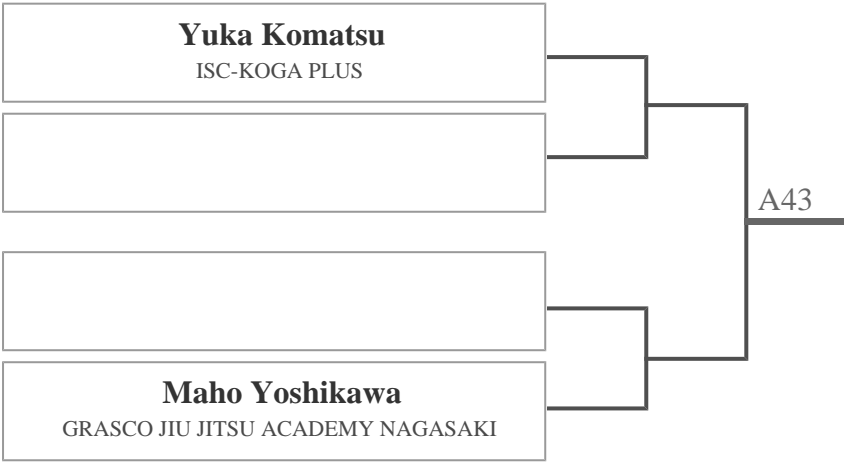 Yuka Komatsu
ISC-KOGA PLUS
A43
Maho Yoshikawa
GRASCO JIU JITSU ACADEMY NAGASAKI